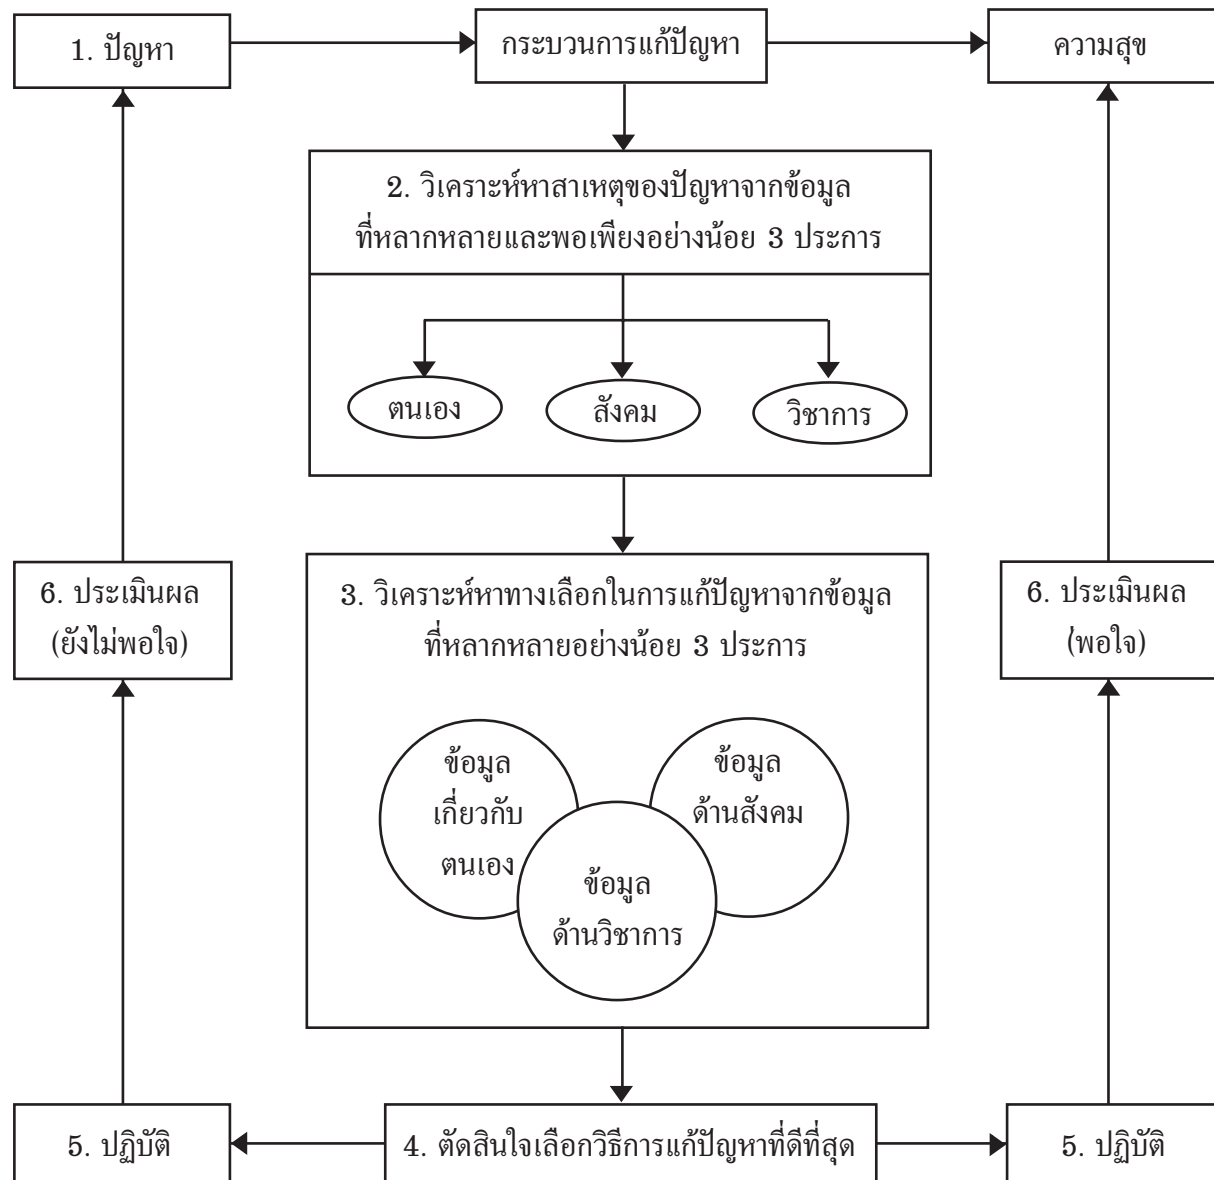 1. ปัญหา
กระบวนการแก้ปัญหา
ความสุข
2. วิเคราะห์หาสาเหตุของปัญหาจากข้อมูล
ที่หลากหลายและพอเพียงอย่างน้อย 3 ประการ
ตนเอง
สังคม
วิชาการ
6. ประเมินผล
(ยังไม่พอใจ)
3. วิเคราะห์หาทางเลือกในการแก้ปัญหาจากข้อมูล
ที่หลากหลายอย่างน้อย 3 ประการ
6. ประเมินผล
(พอใจ)
ข้อมูล
เกี่ยวกับ
ตนเอง
ข้อมูล
ด้านสังคม
ข้อมูล
ด้านวิชาการ
5. ปฏิบัติ
4. ตัดสินใจเลือกวิธีการแก้ปัญหาที่ดีที่สุด
5. ปฏิบัติ